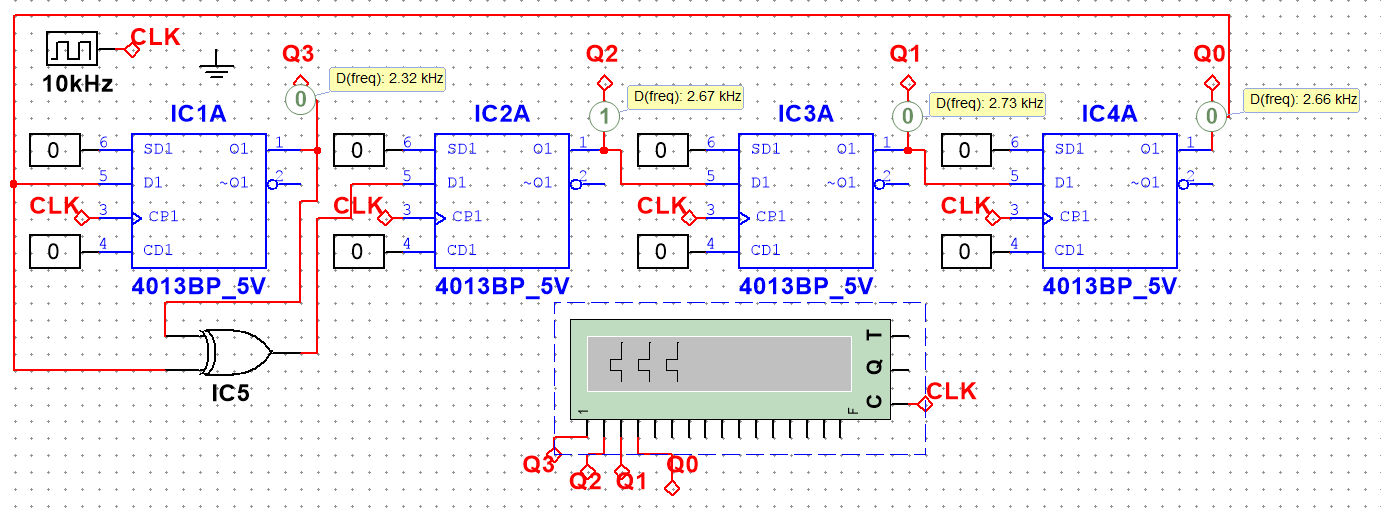 CLK
10kHz
Q3
D(freq): 2.32 kHz
0
Q2
D(freq): 2.67 kHz
1
Q1
D(freq): 2.73 kHz
0
Q0
D(freq): 2.66 kHz
0
IC1A
IC2A
IC3A
IC4A
0 6 SD1 O1 1
0 6 SD1 O1 1
0 6 SD1 O1 1
0 6 SD1 O1 1
5 D1 ~O1 2
5 D1 ~O1 2
5 D1 ~O1 2
5 D1 ~O1 2
CLK 3 CP1
CLK 3 CP1
CLK 3 CP1
CLK 3 CP1
0 4 CD1
0 4 CD1
0 4 CD1
0 4 CD1
4013BP_5V
4013BP_5V
4013BP_5V
4013BP_5V
IC5
T
Q
C
CLK
1
F
Q3
Q2
Q1
Q0